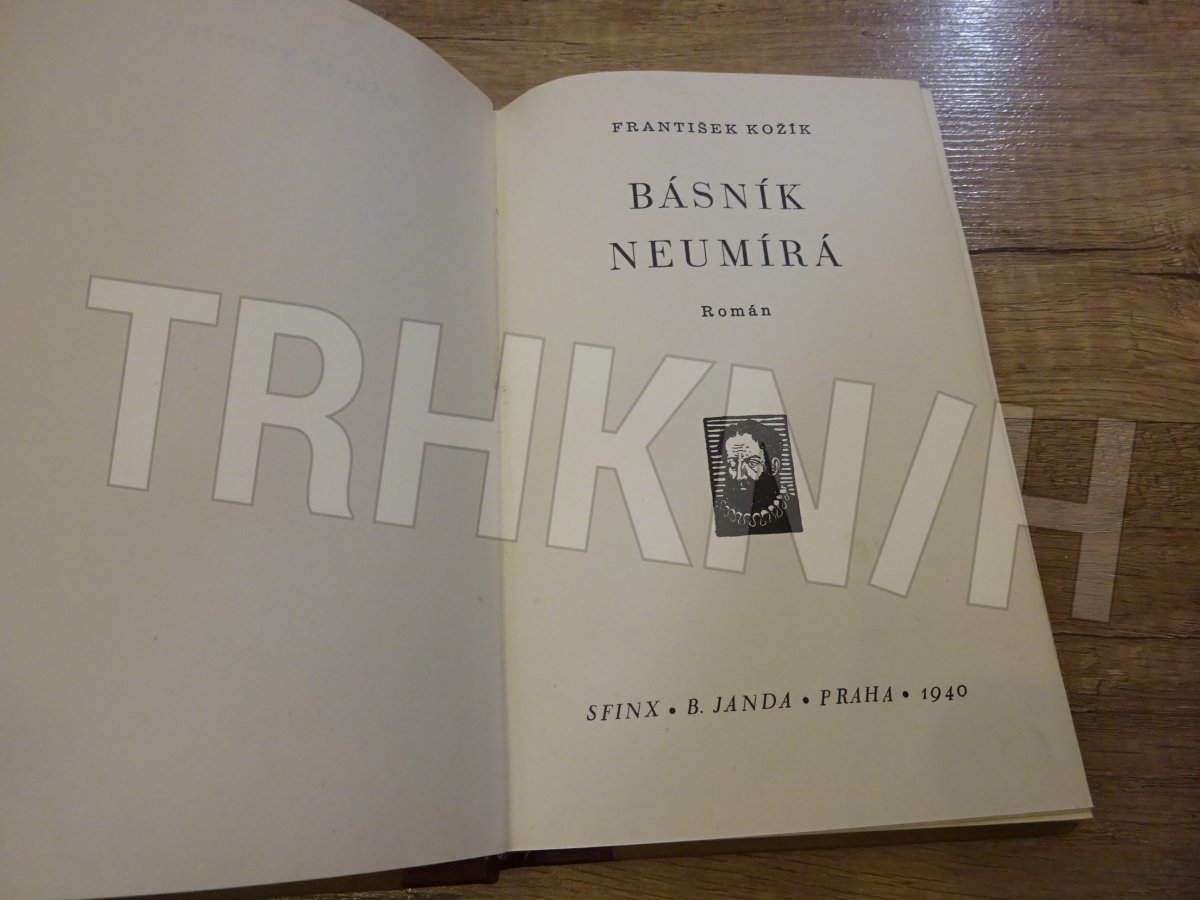 FRANTIŠEK KOŽÍK
BÁSNÍK
NEUMÍRÁ
Román
TRHKNIH
SFINX • B. JANDA • PRAHA • 1940